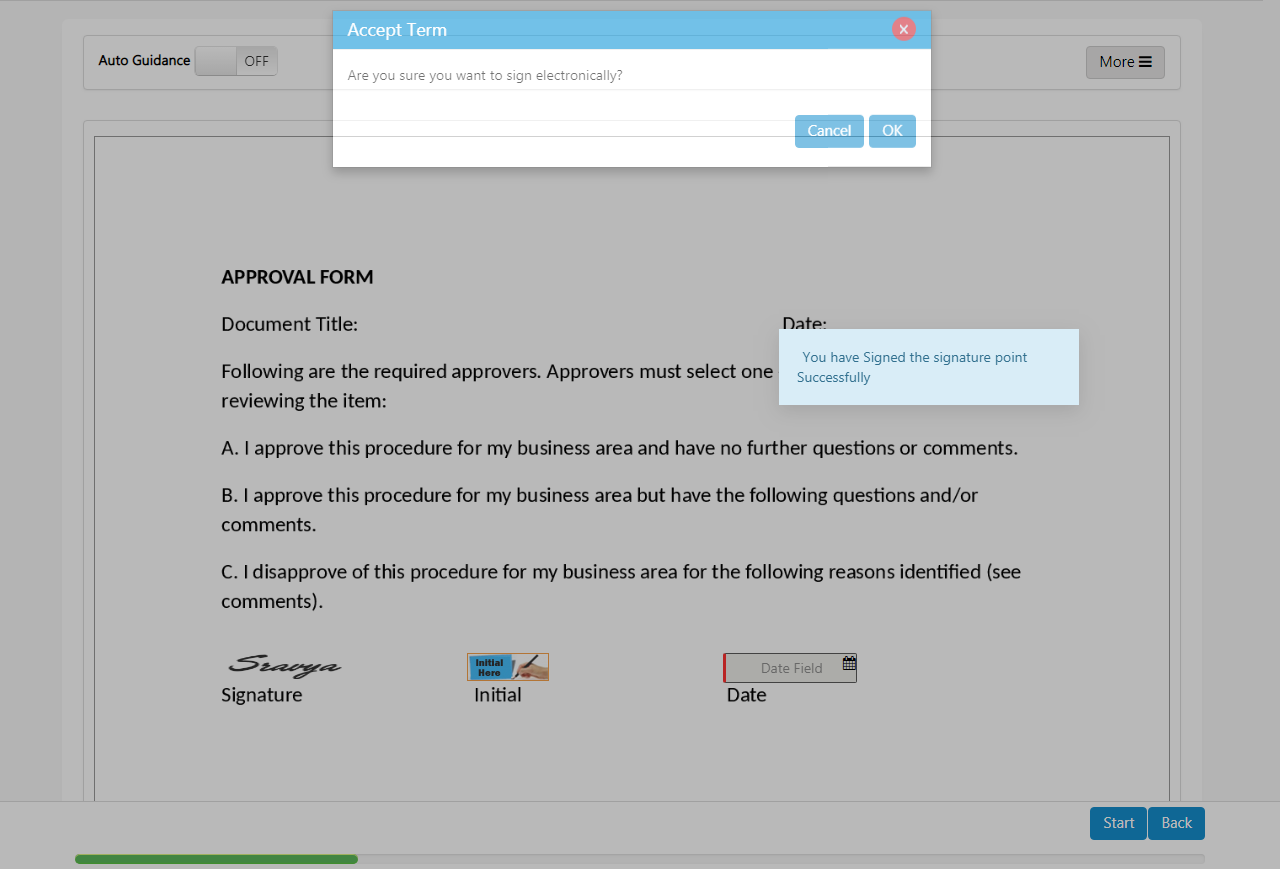 Accept Term
X
Are you sure you want to sign electronically?
Cancel OK
Auto Guidance OFF
More
APPROVAL FORM
Document Title: Date:
Following are the required approvers. Approvers must select one
reviewing the item:
You have Signed the signature point
Successfully
A. I approve this procedure for my business area and have no further questions or comments.
B. I approve this procedure for my business area but have the following questions and/or
comments.
C. I disapprove of this procedure for my business area for the following reasons identified (see
comments).
Sravya
Initial
Here
Date Field
Signature Initial Date
Start Back